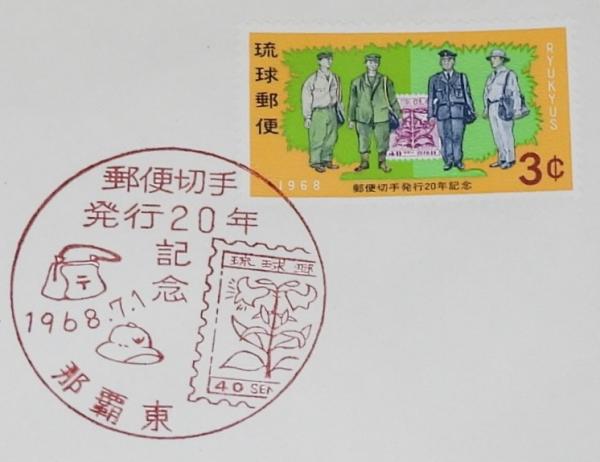 琉球郵便
RYUKYUS
40 SEN
3¢
1968
郵便切手発行20年記念
郵便切手
発行20年
記念
〒
1968.7.1
琉球郵
40 SEN
那覇東